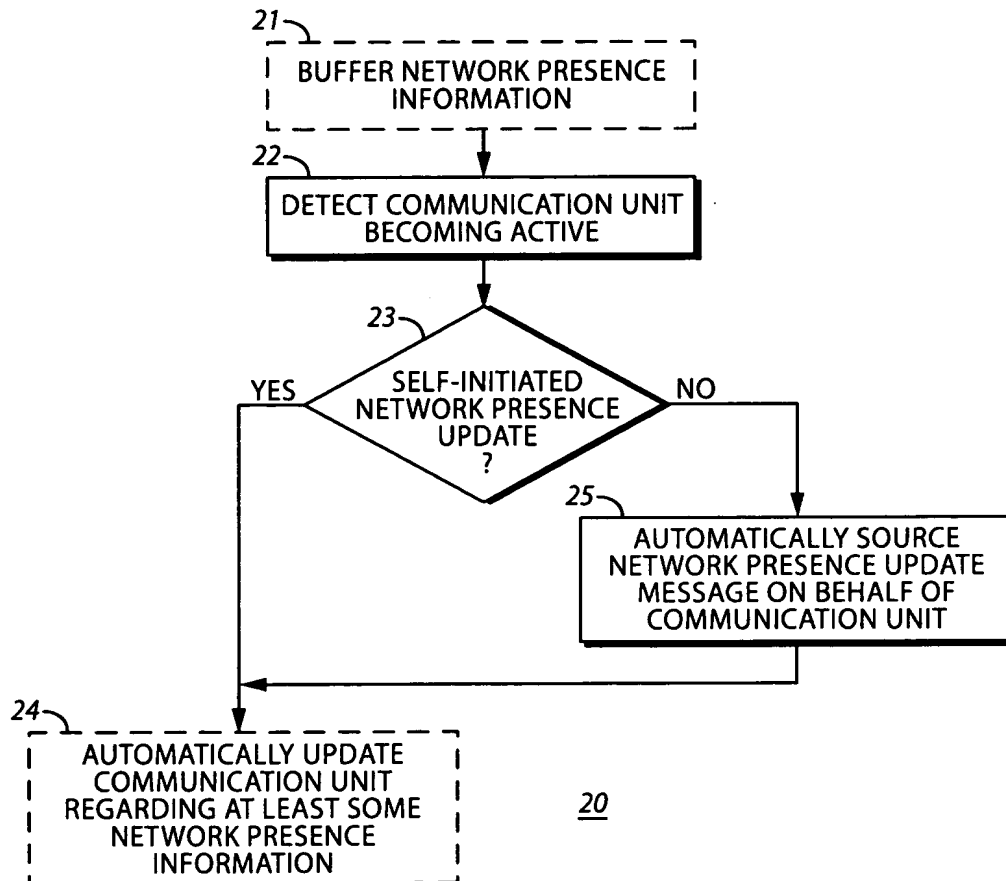 21
BUFFER NETWORK PRESENCE
INFORMATION
22
DETECT COMMUNICATION UNIT
BECOMING ACTIVE
23
SELF-INITIATED
NETWORK PRESENCE
UPDATE
?
YES
NO
25
AUTOMATICALLY SOURCE
NETWORK PRESENCE UPDATE
MESSAGE ON BEHALF OF
COMMUNICATION UNIT
24
AUTOMATICALLY UPDATE
COMMUNICATION UNIT
REGARDING AT LEAST SOME
NETWORK PRESENCE
INFORMATION
20